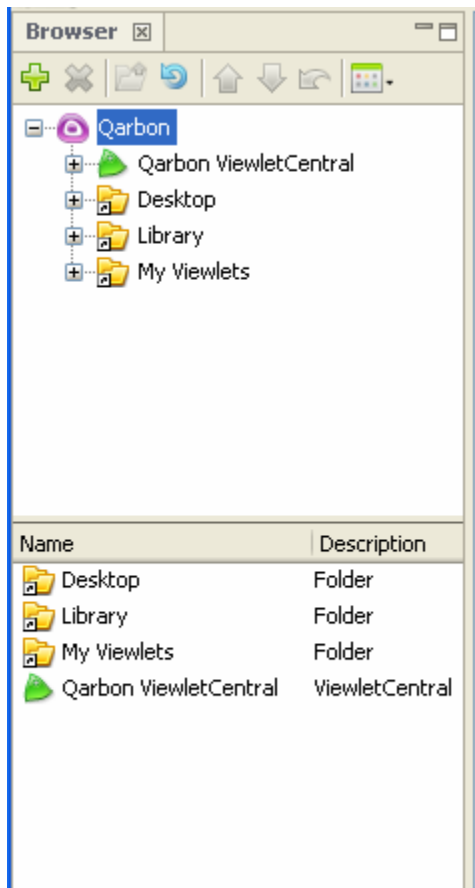 Browser
Qarbon
Qarbon ViewletCentral
Desktop
Library
My Viewlets
Name Description
Desktop Folder
Library Folder
My Viewlets Folder
Qarbon ViewletCentral ViewletCentral